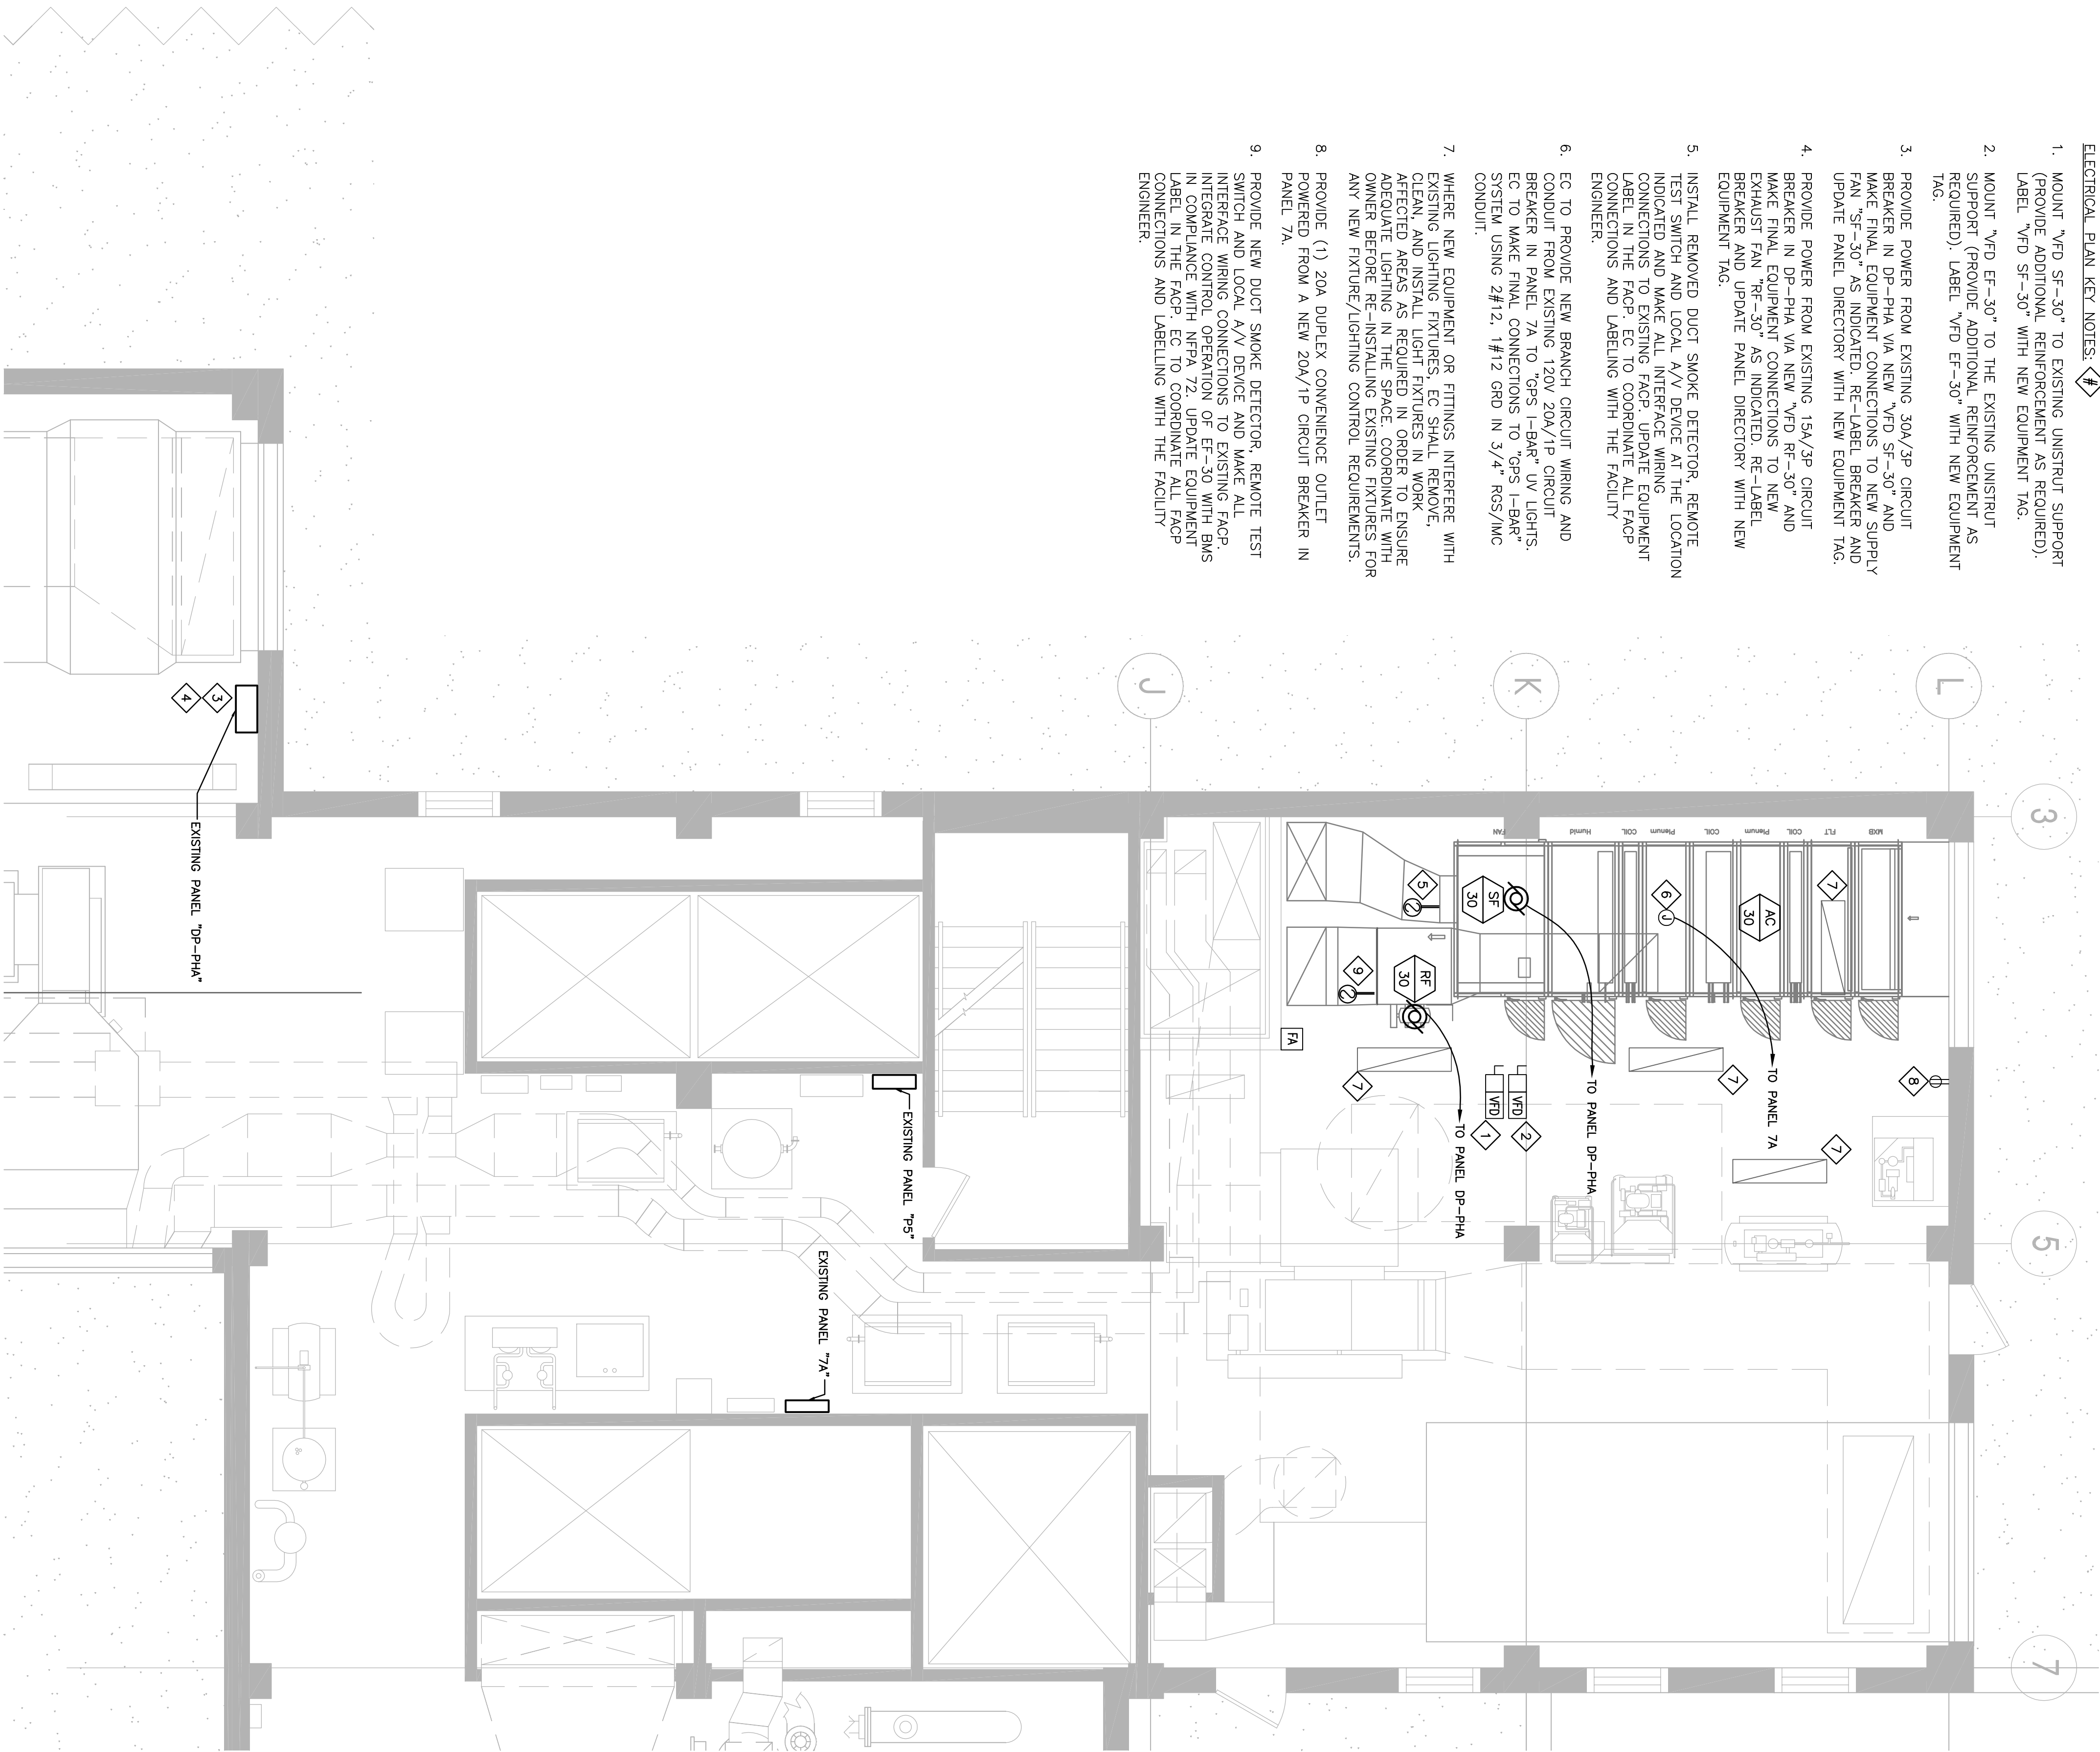 ELECTRICAL PLAN KEY NOTES: #
1. MOUNT "VFD SF-30" TO EXISTING UNISTRUT SUPPORT
(PROVIDE ADDITIONAL REINFORCEMENT AS REQUIRED).
LABEL "VFD SF-30" WITH NEW EQUIPMENT TAG.
2. MOUNT "VFD EF-30" TO THE EXISTING UNISTRUT
SUPPORT (PROVIDE ADDITIONAL REINFORCEMENT AS
REQUIRED). LABEL "VFD EF-30" WITH NEW EQUIPMENT
TAG.
3. PROVIDE POWER FROM EXISTING 30A/3P CIRCUIT
BREAKER IN DP-PHA VIA NEW "VFD SF-30" AND
MAKE FINAL EQUIPMENT CONNECTIONS TO NEW SUPPLY
FAN "SF-30" AS INDICATED. RE-LABEL BREAKER AND
UPDATE PANEL DIRECTORY WITH NEW EQUIPMENT TAG.
4. PROVIDE POWER FROM EXISTING 15A/3P CIRCUIT
BREAKER IN DP-PHA VIA NEW "VFD RF-30" AND
MAKE FINAL EQUIPMENT CONNECTIONS TO NEW
EXHAUST FAN "RF-30" AS INDICATED. RE-LABEL
BREAKER AND UPDATE PANEL DIRECTORY WITH NEW
EQUIPMENT TAG.
5. INSTALL REMOVED DUCT SMOKE DETECTOR, REMOTE
TEST SWITCH AND LOCAL A/V DEVICE AT THE LOCATION
INDICATED AND MAKE ALL INTERFACE WIRING
CONNECTIONS TO EXISTING FACP. UPDATE EQUIPMENT
LABEL IN THE FACP. EC TO COORDINATE ALL FACP
CONNECTIONS AND LABELING WITH THE FACILITY
ENGINEER.
6. EC TO PROVIDE NEW BRANCH CIRCUIT WIRING AND
CONDUIT FROM EXISTING 120V 20A/1P CIRCUIT
BREAKER IN PANEL 7A TO "GPS I-BAR" UV LIGHTS.
EC TO MAKE FINAL CONNECTIONS TO "GPS I-BAR"
SYSTEM USING 2#12, 1#12 GRD IN 3/4" RGS/IMC
CONDUIT.
7. WHERE NEW EQUIPMENT OR FITTINGS INTERFERE WITH
EXISTING LIGHTING FIXTURES, EC SHALL REMOVE,
CLEAN, AND INSTALL LIGHT FIXTURES IN WORK
AFFECTED AREAS AS REQUIRED IN ORDER TO ENSURE
ADEQUATE LIGHTING IN THE SPACE. COORDINATE WITH
OWNER BEFORE RE-INSTALLING EXISTING FIXTURES FOR
ANY NEW FIXTURE/LIGHTING CONTROL REQUIREMENTS.
8. PROVIDE (1) 20A DUPLEX CONVENIENCE OUTLET
POWERED FROM A NEW 20A/1P CIRCUIT BREAKER IN
PANEL 7A.
9. PROVIDE NEW DUCT SMOKE DETECTOR, REMOTE TEST
SWITCH AND LOCAL A/V DEVICE AND MAKE ALL
INTERFACE WIRING CONNECTIONS TO EXISTING FACP.
INTEGRATE CONTROL OPERATION OF EF-30 WITH BMS
IN COMPLIANCE WITH NFPA 72. UPDATE EQUIPMENT
LABEL IN THE FACP. EC TO COORDINATE ALL FACP
CONNECTIONS AND LABELLING WITH THE FACILITY
ENGINEER.
L
K
J
3
5
7
MXB
FLT
COIL
Plenum
COIL
Plenum
COIL
Humid
FAN
7
AC
30
6
J
SF
30
5
2
RF
30
9
2
FA
8
TO PANEL 7A
7
7
TO PANEL DP-PHA
VFD
2
VFD
1
TO PANEL DP-PHA
7
3
4
EXISTING PANEL "DP-PHA"
EXISTING PANEL "P5"
EXISTING PANEL "7A"